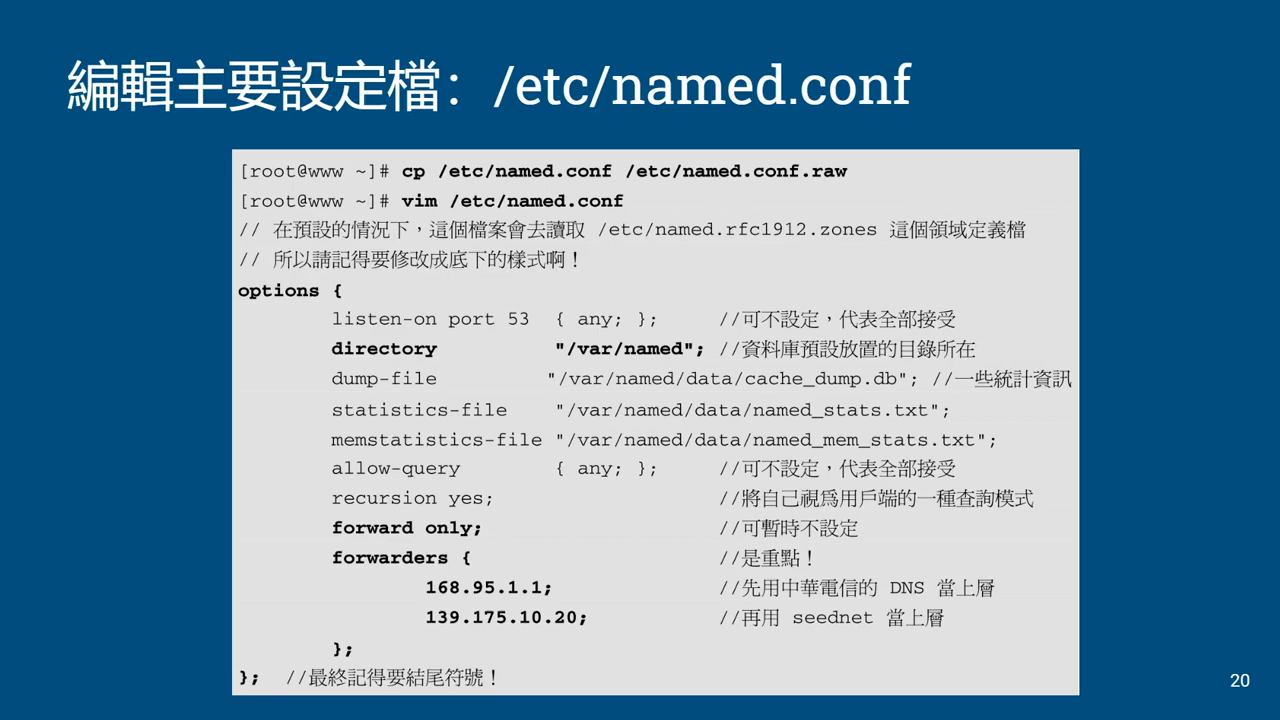 編輯主要設定檔：/etc/named.conf
[root@www ~]# cp /etc/named.conf /etc/named.conf.raw
[root@www ~]# vim /etc/named.conf
// 在預設的情況下，這個檔案會去讀取 /etc/named.rfc1912.zones 這個領域定義檔
// 所以請記得要修改成底下的樣式啊！
options {
listen-on port 53 { any; }; //可不設定，代表全部接受
directory "/var/named"; //資料庫預設放置的目錄所在
dump-file "/var/named/data/cache_dump.db"; //一些統計資訊
statistics-file "/var/named/data/named_stats.txt";
memstatistics-file "/var/named/data/named_mem_stats.txt";
allow-query { any; }; //可不設定，代表全部接受
recursion yes; //將自己視為用戶端的一種查詢模式
forward only; //可暫時不設定
forwarders { //是重點！
168.95.1.1; //先用中華電信的 DNS 當上層
139.175.10.20; //再用 seednet 當上層
};
}; //最終記得要結尾符號！
20